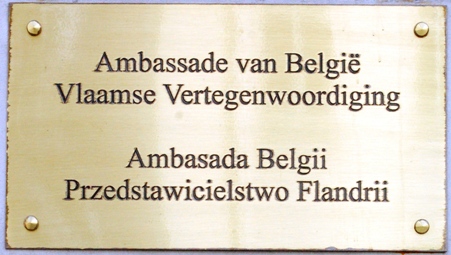 Ambassade van België
Vlaamse Vertegenwoordiging
Ambasada Belgii
Przedstawicielstwo Flandrii